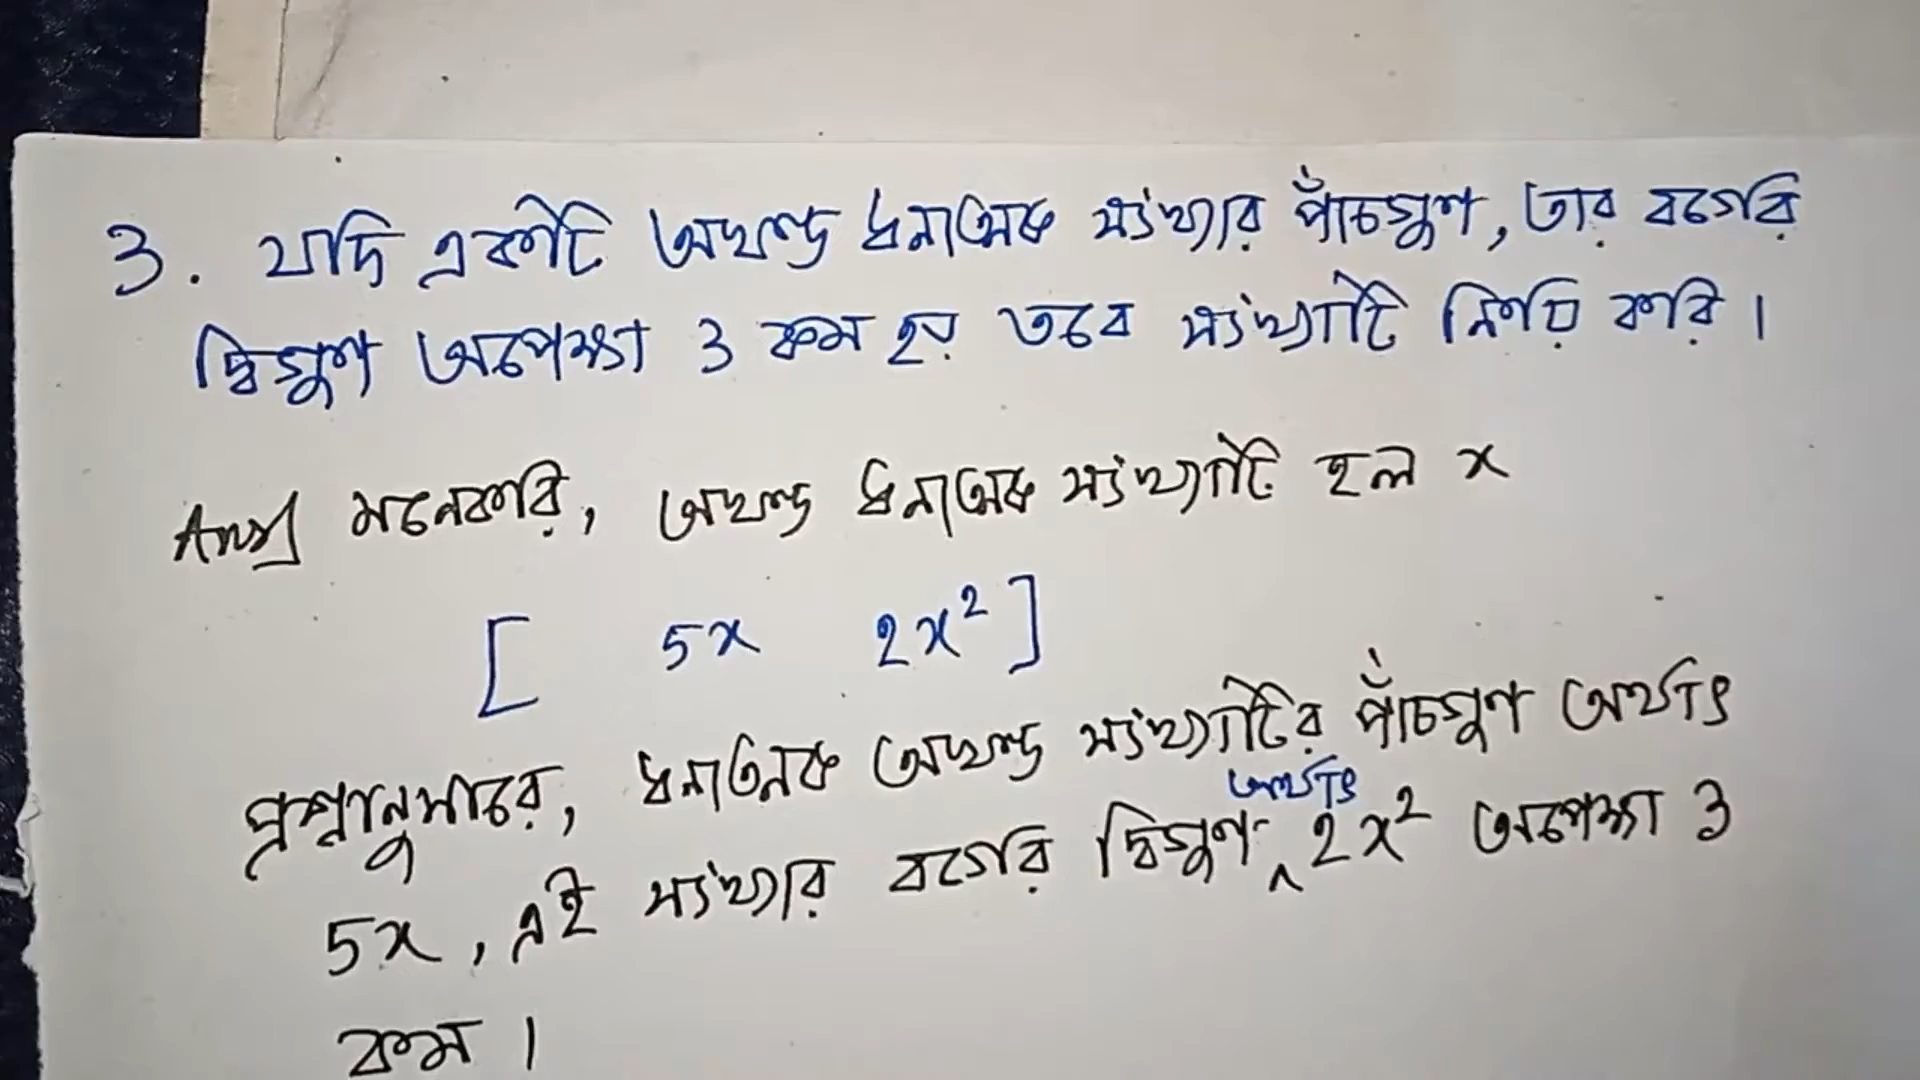 3. যদি একটি অখণ্ড ধনাত্মক সংখ্যার পাঁচগুণ, তার বর্গের
দ্বিগুণ অপেক্ষা 3 কম হয় তবে সংখ্যাটি নির্ণয় করি।
Ans] মনেকরি, অখণ্ড ধনাত্মক সংখ্যাটি হল x
[ 5x 2x² ]
প্রশ্নানুসারে, ধনাত্মক অখণ্ড সংখ্যাটির পাঁচগুণ অর্থাৎ
5x, এই সংখ্যার বর্গের দ্বিগুণ অর্থাৎ 2x² অপেক্ষা 3
কম।